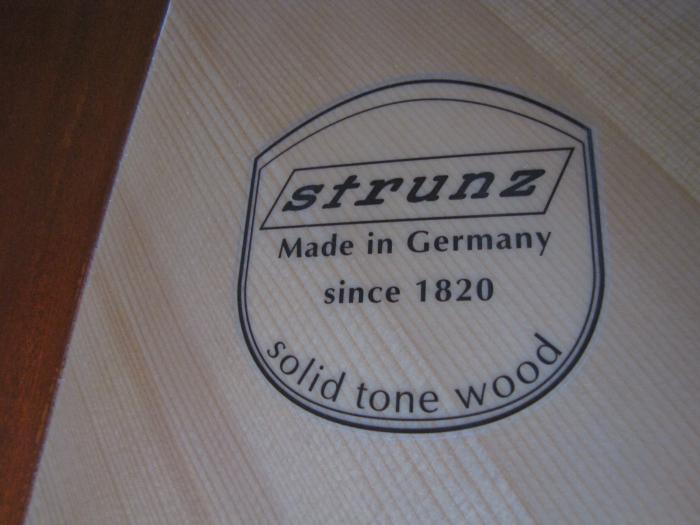 strunz
Made in Germany
since 1820
solid tone wood